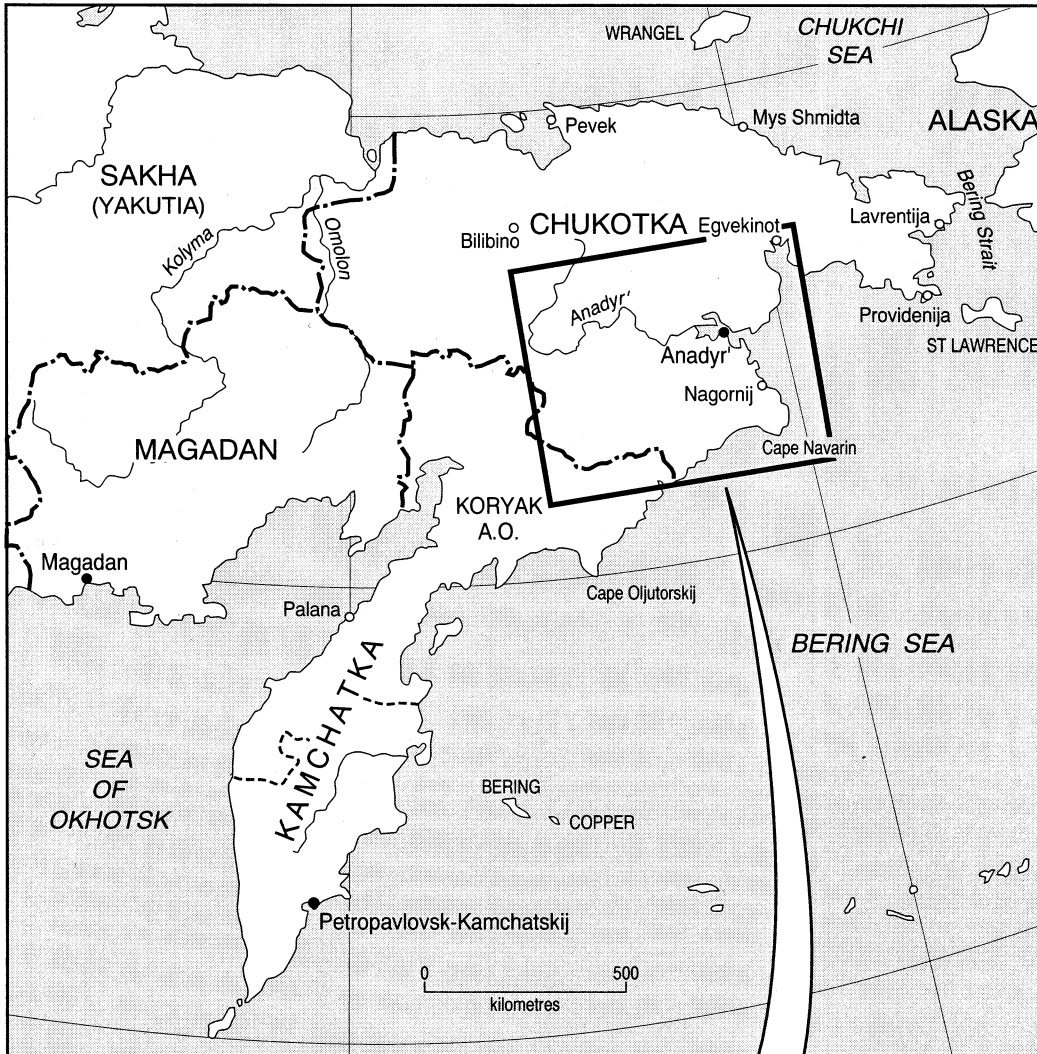 WRANGEL
CHUKCHI
SEA
Pevek
Mys Shmidta
ALASKA
SAKHA
(YAKUTIA)
Kolyma
Omolon
Bilibino
CHUKOTKA
Egvekinot
Lavrentija
Bering Strait
Providenija
ST LAWRENCE
Anadyr'
Anadyr'
Nagornij
MAGADAN
Cape Navarin
KORYAK
A.O.
Magadan
Palana
Cape Oljutorskij
BERING SEA
KAMCHATKA
SEA
OF
OKHOTSK
BERING
COPPER
Petropavlovsk-Kamchatskij
0 500
kilometres